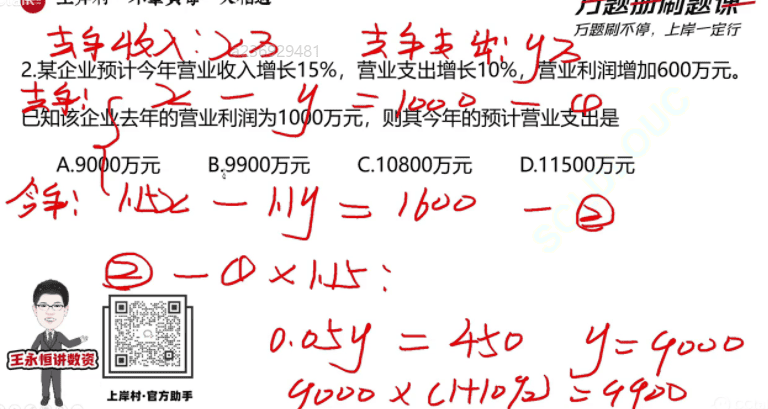 万题册刷题课
万题刷不停，上岸一定行
去年收入：x 去年支出：y
2.某企业预计今年营业收入增长15%，营业支出增长10%，营业利润增加600万元。
去年：x - y = 1000 - ①
已知该企业去年的营业利润为1000万元，则其今年的预计营业支出是
A.9000万元 B.9900万元 C.10800万元 D.11500万元
今年：1.15x - 1.1y = 1600 - ②
② - ① × 1.15：
0.05y = 450 y = 9000
9000 × (1+10%) = 9900
王永恒讲数资
上岸村·官方助手